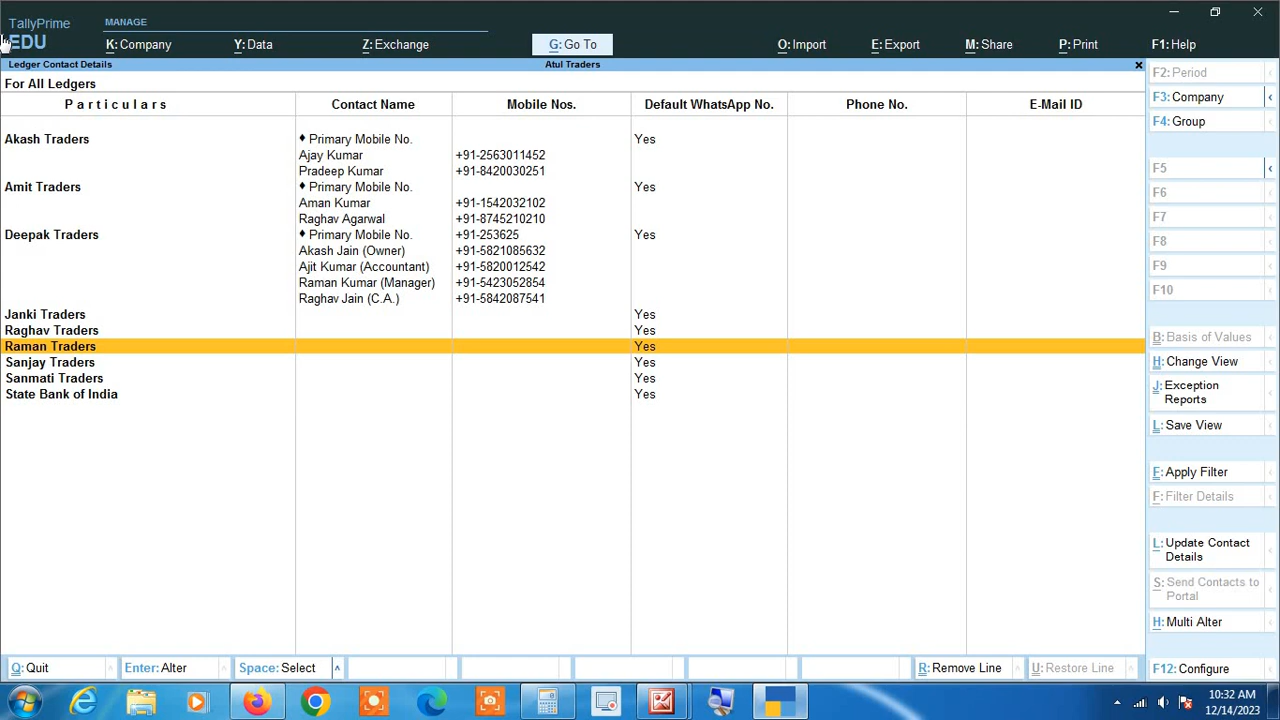 TallyPrime
EDU
MANAGE
K: Company
Y: Data
Z: Exchange
G: Go To
O: Import
E: Export
M: Share
P: Print
F1: Help
Ledger Contact Details
Atul Traders
For All Ledgers
Particulars Contact Name Mobile Nos. Default WhatsApp No. Phone No. E-Mail ID
Akash Traders ♦ Primary Mobile No. Yes
Ajay Kumar +91-2563011452
Pradeep Kumar +91-8420030251
Amit Traders ♦ Primary Mobile No. Yes
Aman Kumar +91-1542032102
Raghav Agarwal +91-8745210210
Deepak Traders ♦ Primary Mobile No. +91-253625 Yes
Akash Jain (Owner) +91-5821085632
Ajit Kumar (Accountant) +91-5820012542
Raman Kumar (Manager) +91-5423052854
Raghav Jain (C.A.) +91-5842087541
Janki Traders Yes
Raghav Traders Yes
Raman Traders Yes
Sanjay Traders Yes
Sanmati Traders Yes
State Bank of India Yes
F2: Period
F3: Company
F4: Group
F5
F6
F7
F8
F9
F10
B: Basis of Values
H: Change View
J: Exception
Reports
L: Save View
F: Apply Filter
F: Filter Details
L: Update Contact
Details
S: Send Contacts to
Portal
H: Multi Alter
F12: Configure
Q: Quit
Enter: Alter
Space: Select
R: Remove Line
U: Restore Line
10:32 AM
12/14/2023